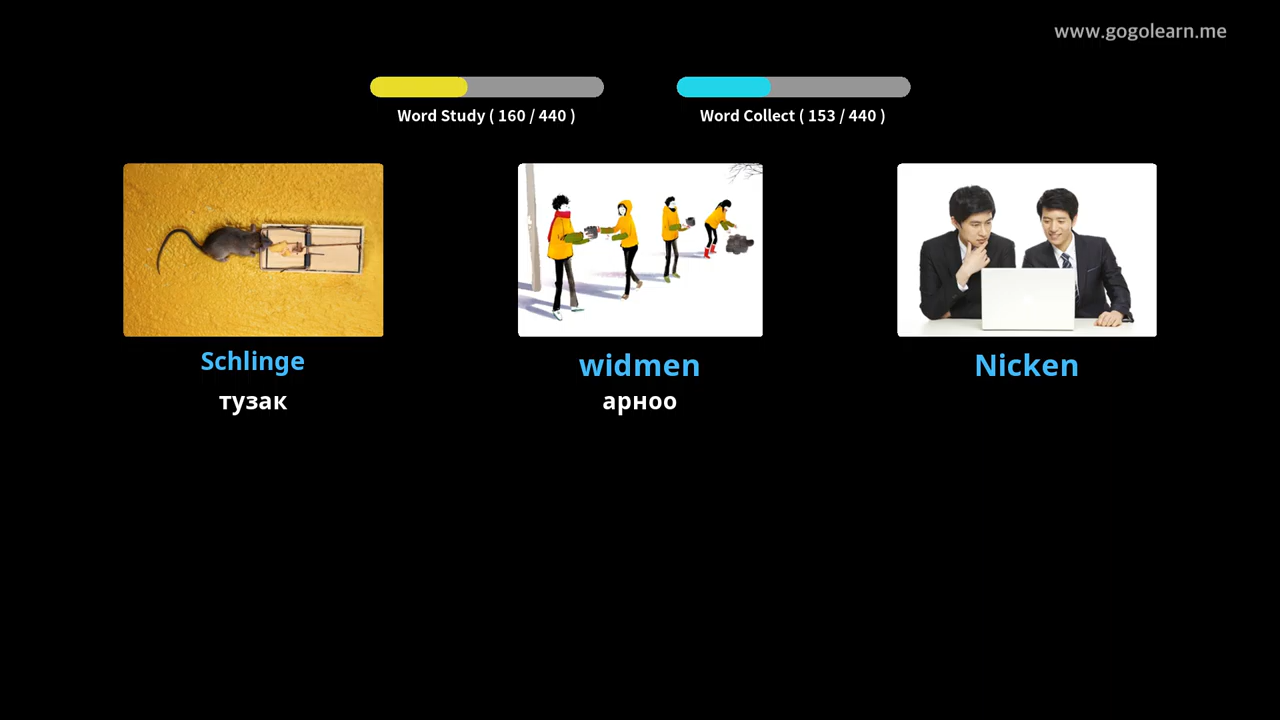 www.gogolearn.me
Word Study ( 160 / 440 )
Word Collect ( 153 / 440 )
Schlinge
тузак
widmen
арноо
Nicken